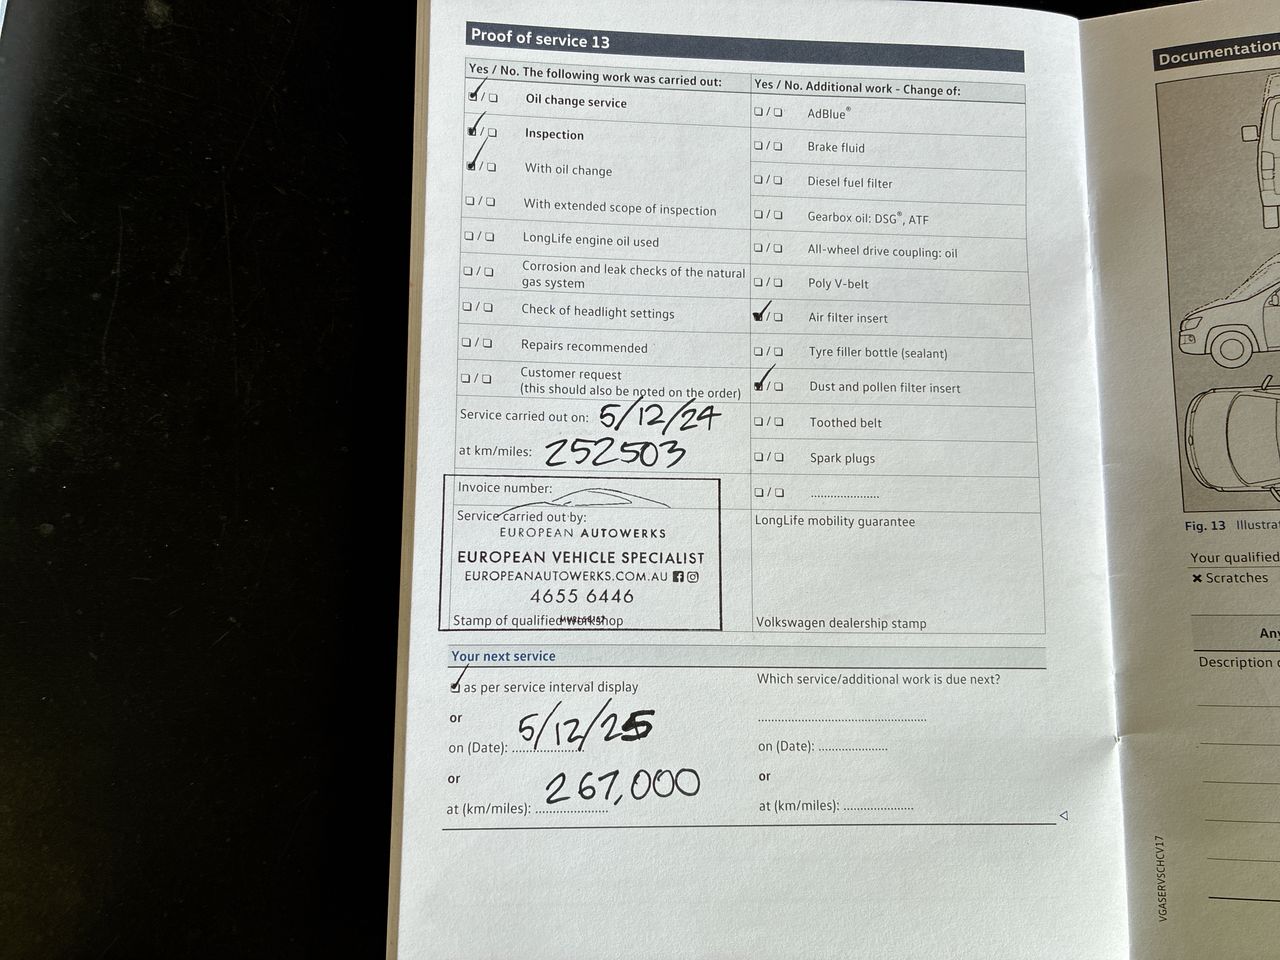 Proof of service 13
Yes / No. The following work was carried out:
❏ / ❏ Oil change service
❏ / ❏ Inspection
❏ / ❏ With oil change
❏ / ❏ With extended scope of inspection
❏ / ❏ LongLife engine oil used
❏ / ❏ Corrosion and leak checks of the natural
gas system
❏ / ❏ Check of headlight settings
❏ / ❏ Repairs recommended
❏ / ❏ Customer request
(this should also be noted on the order)
Service carried out on: 5/12/24
at km/miles: 252503
Invoice number:
Service carried out by:
EUROPEAN AUTOWERKS
EUROPEAN VEHICLE SPECIALIST
EUROPEANAUTOWERKS.COM.AU
4655 6446
Stamp of qualified workshop
Yes / No. Additional work - Change of:
❏ / ❏ AdBlue®
❏ / ❏ Brake fluid
❏ / ❏ Diesel fuel filter
❏ / ❏ Gearbox oil: DSG®, ATF
❏ / ❏ All-wheel drive coupling: oil
❏ / ❏ Poly V-belt
❏ / ❏ Air filter insert
❏ / ❏ Tyre filler bottle (sealant)
❏ / ❏ Dust and pollen filter insert
❏ / ❏ Toothed belt
❏ / ❏ Spark plugs
❏ / ❏ .....................
LongLife mobility guarantee
Volkswagen dealership stamp
Your next service
❏ as per service interval display
or
on (Date): 5/12/25
or
at (km/miles): 267,000
Which service/additional work is due next?
on (Date): .....................
or
at (km/miles): .....................
Documentation
Fig. 13
Your qualified
✖ Scratches
Description
VGASERVSCHCV17